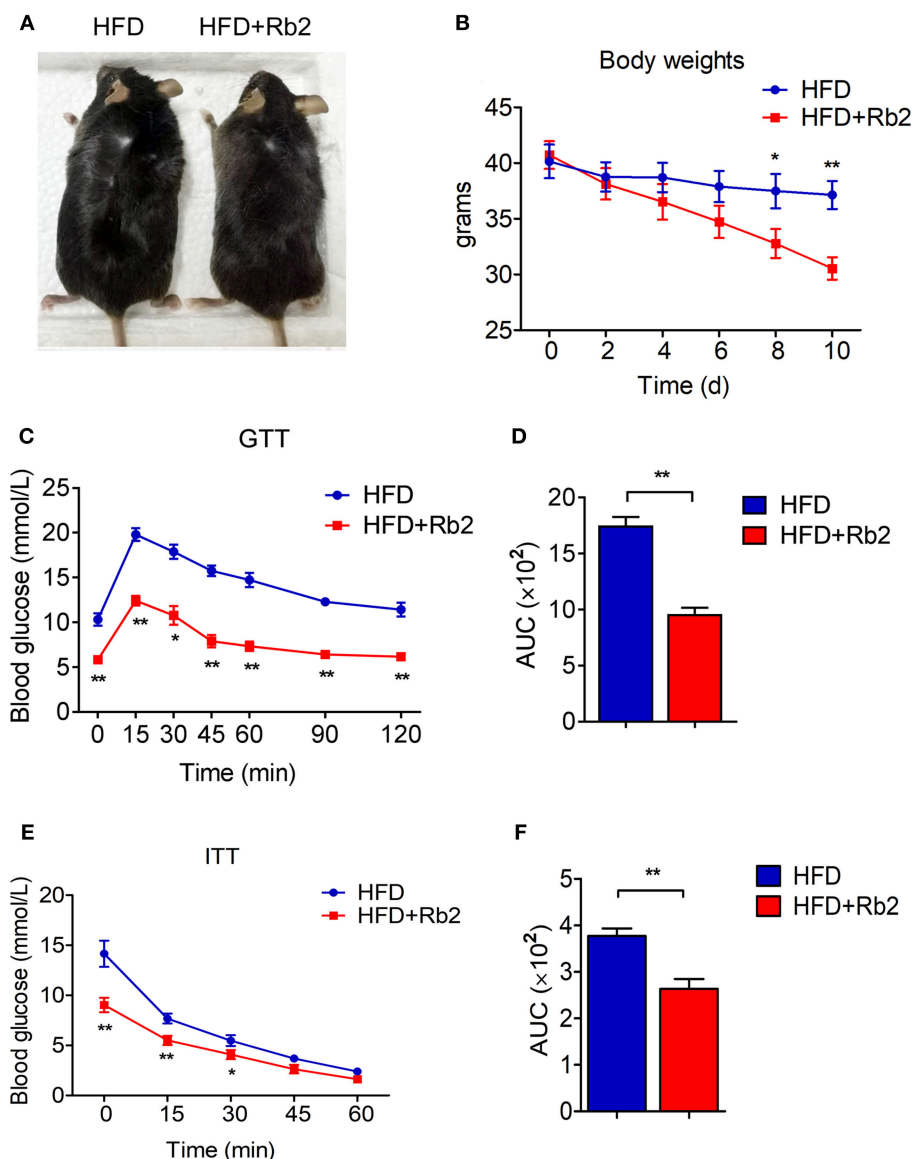 A
HFD HFD+Rb2
B
Body weights
HFD
HFD+Rb2
grams
45
40
35
30
25
* **
0 2 4 6 8 10
Time (d)
C
GTT
HFD
HFD+Rb2
Blood glucose (mmol/L)
25
20
15
10
5
0
** ** * ** ** ** **
0 15 30 45 60 90 120
Time (min)
D
**
HFD
HFD+Rb2
AUC (×10²)
20
15
10
5
0
E
ITT
HFD
HFD+Rb2
Blood glucose (mmol/L)
20
15
10
5
0
** ** *
0 15 30 45 60
Time (min)
F
**
HFD
HFD+Rb2
AUC (×10²)
5
4
3
2
1
0